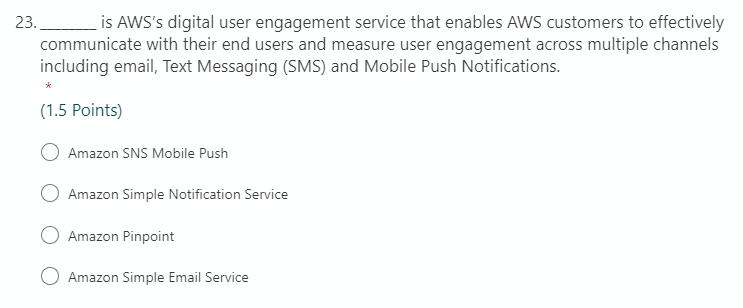 23. ________ is AWS’s digital user engagement service that enables AWS customers to effectively
communicate with their end users and measure user engagement across multiple channels
including email, Text Messaging (SMS) and Mobile Push Notifications.
*
(1.5 Points)
Amazon SNS Mobile Push
Amazon Simple Notification Service
Amazon Pinpoint
Amazon Simple Email Service